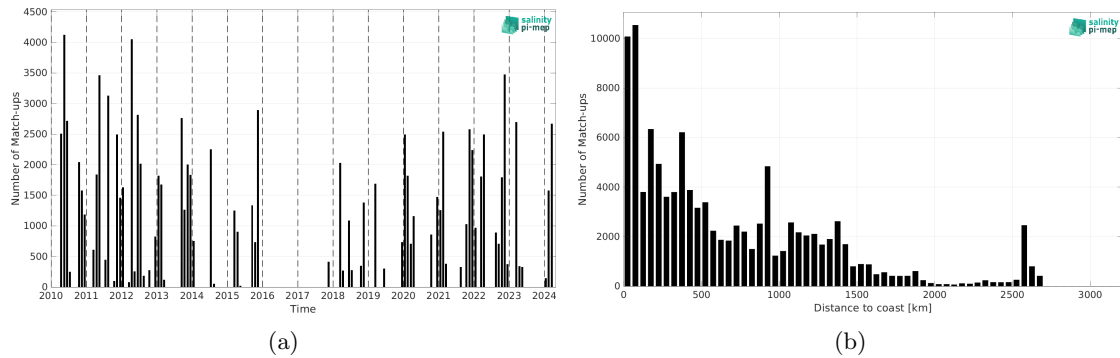 4500
4000
3500
3000
2500
2000
1500
1000
500
0
Number of Match-ups
2010 2011 2012 2013 2014 2015 2016 2017 2018 2019 2020 2021 2022 2023 2024
Time
salinity
pi-mep
(a)
10000
8000
6000
4000
2000
0
Number of Match-ups
0 500 1000 1500 2000 2500 3000
Distance to coast [km]
salinity
pi-mep
(b)